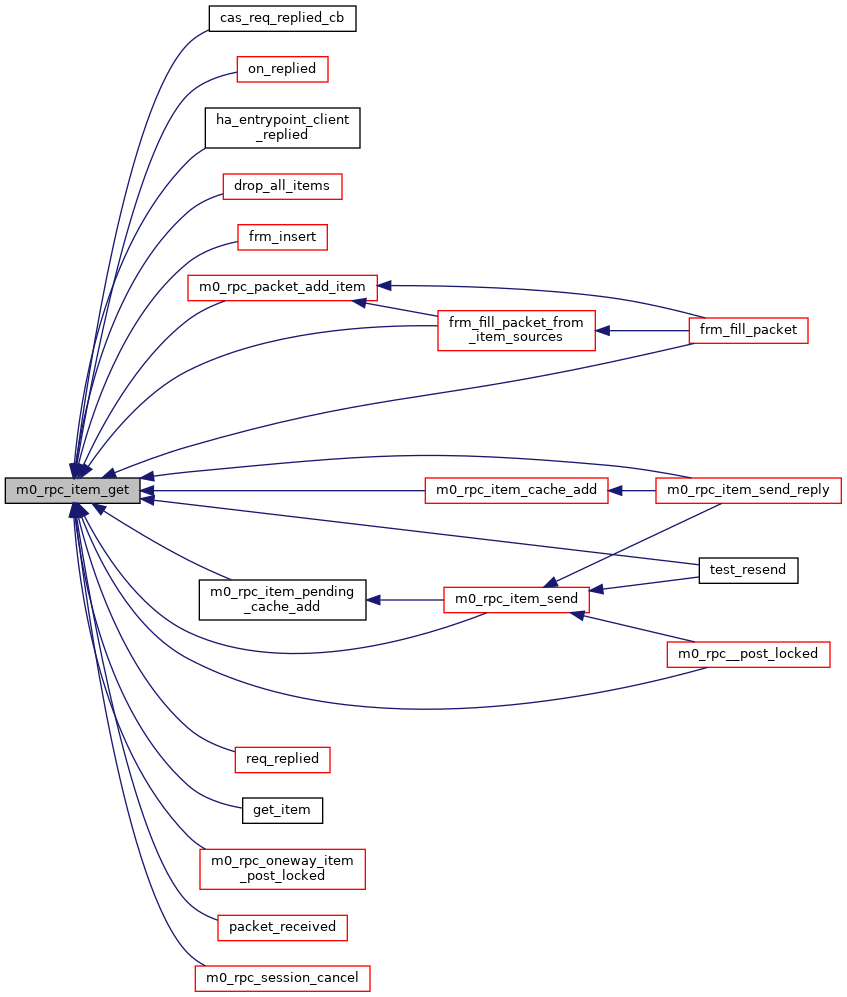 cas_req_replied_cb
on_replied
ha_entrypoint_client
_replied
drop_all_items
frm_insert
m0_rpc_packet_add_item
frm_fill_packet_from
_item_sources
frm_fill_packet
m0_rpc_item_get
m0_rpc_item_cache_add
m0_rpc_item_send_reply
test_resend
m0_rpc_item_pending
_cache_add
m0_rpc_item_send
m0_rpc__post_locked
req_replied
get_item
m0_rpc_oneway_item
_post_locked
packet_received
m0_rpc_session_cancel